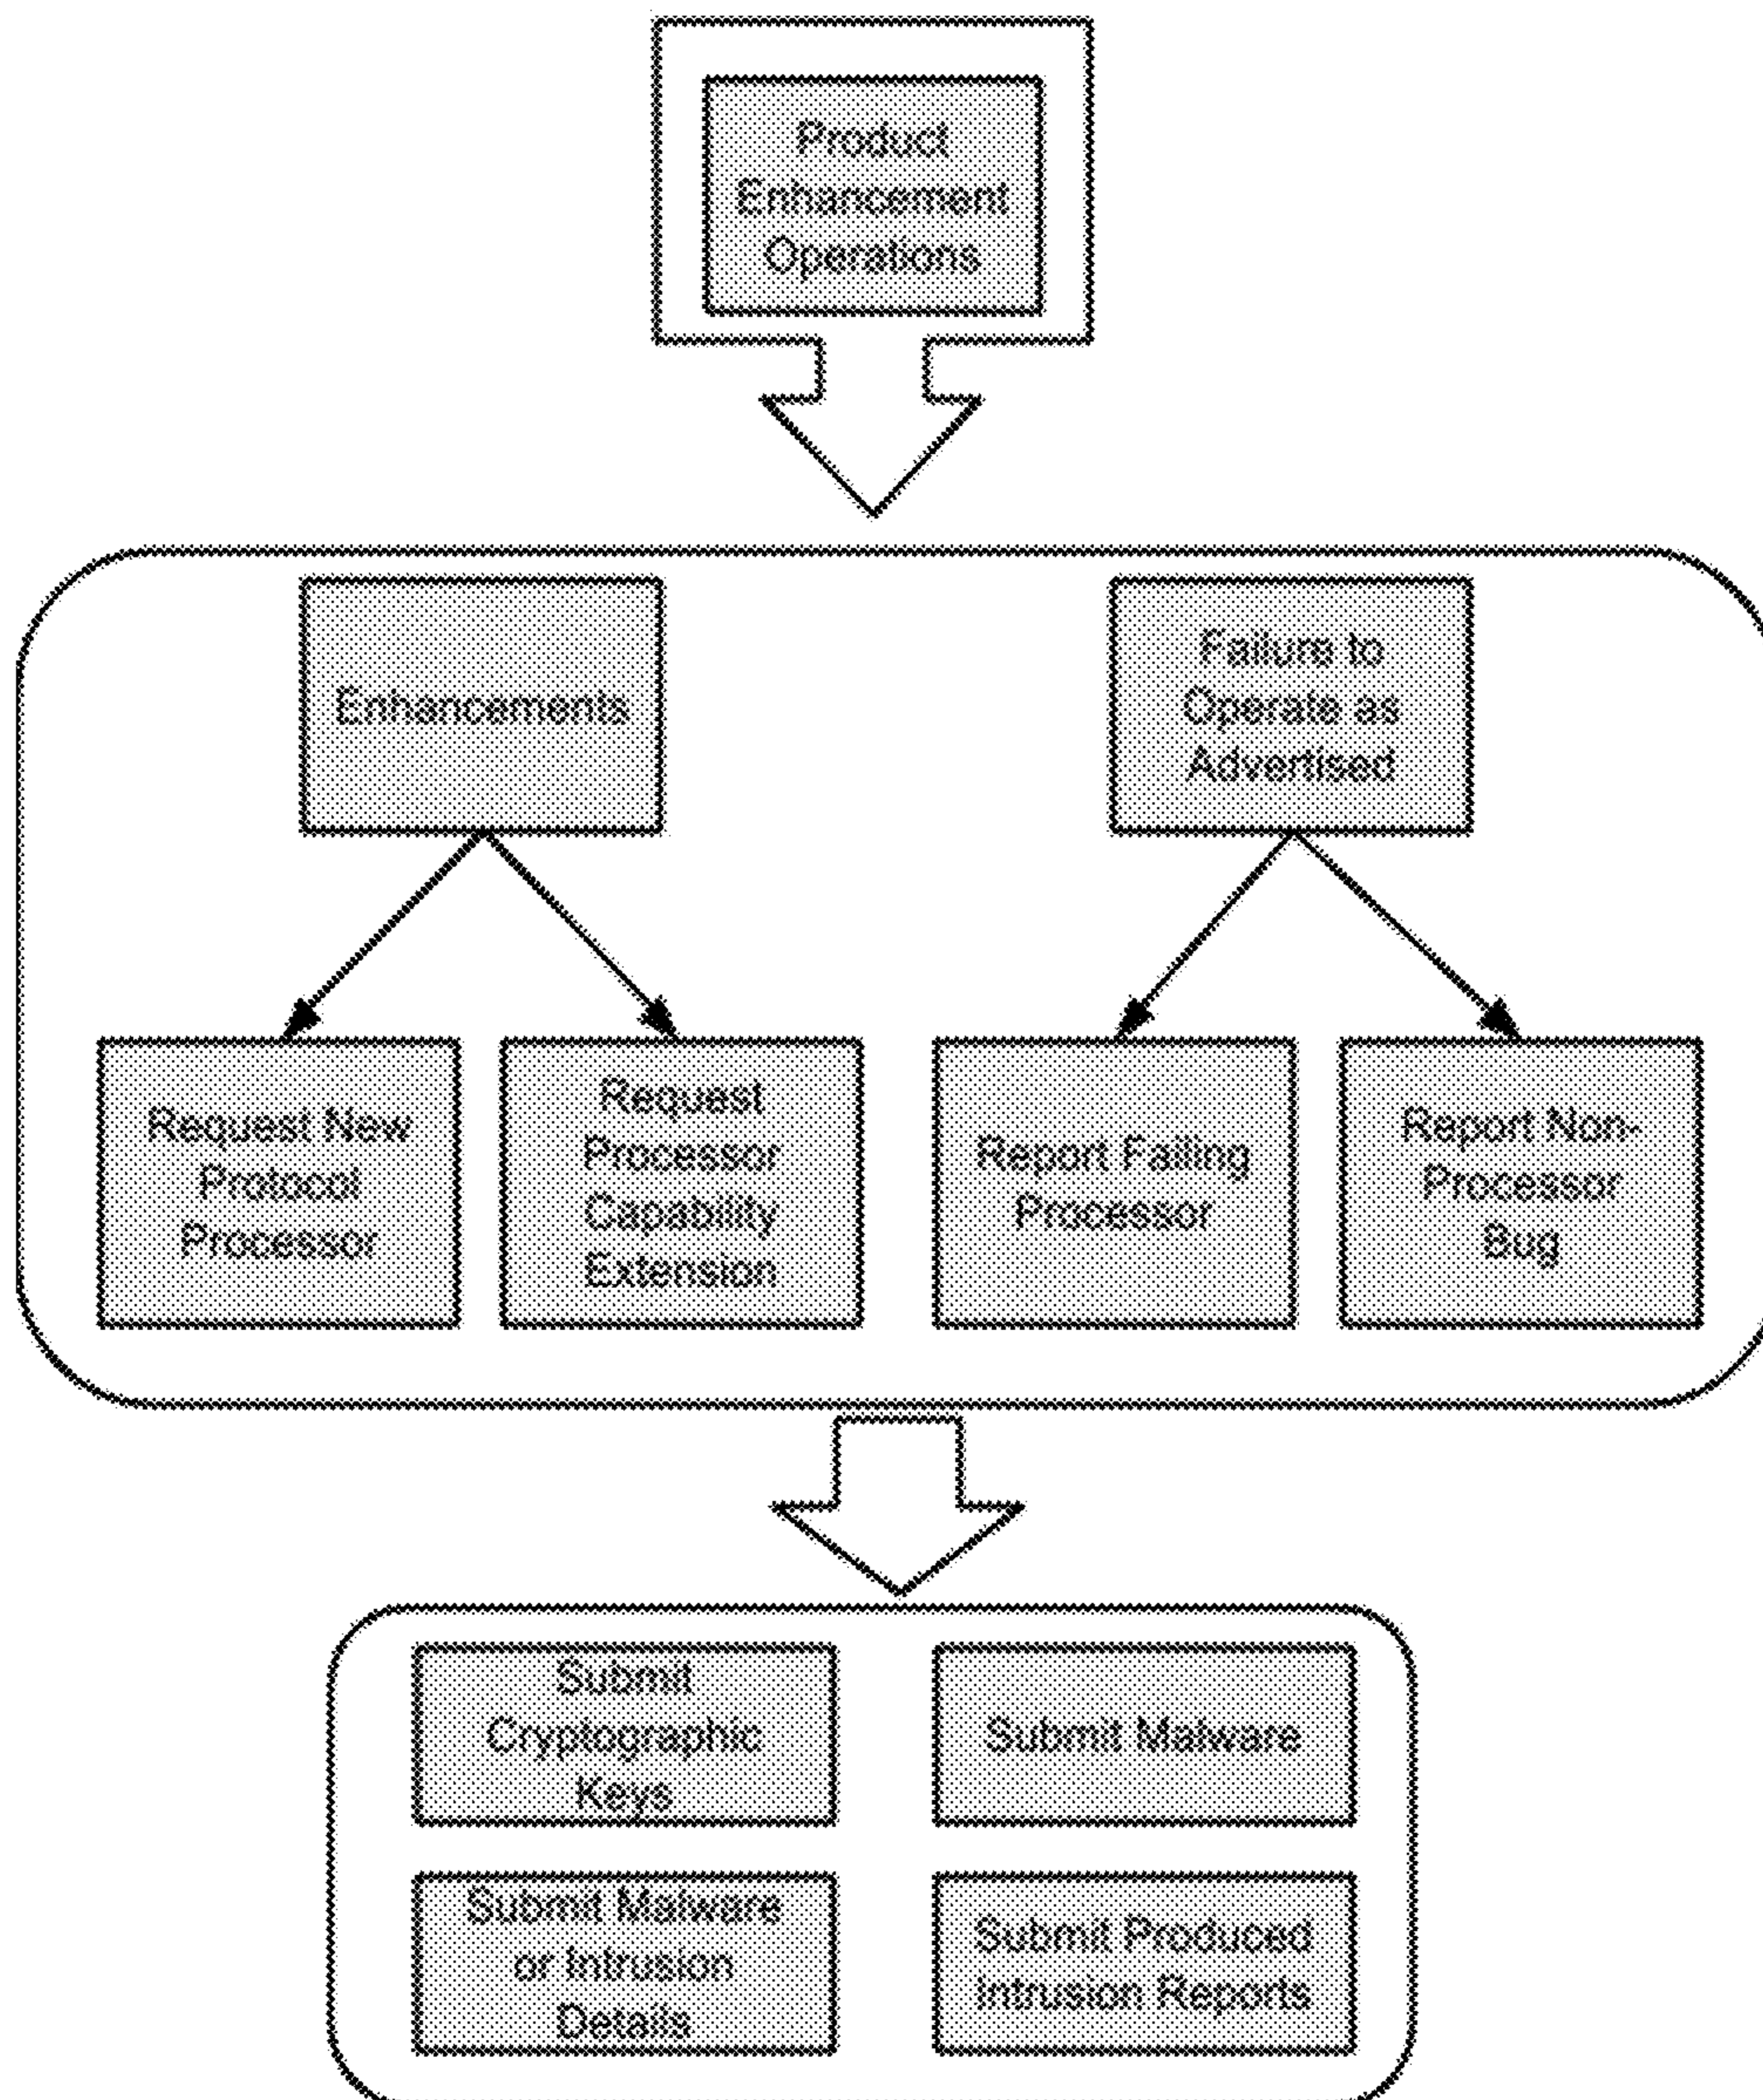 Product
Enhancement
Operations
Enhancements
Failure to
Operate as
Advertised
Request New
Protocol
Processor
Request
Processor
Capability
Extension
Report Failing
Processor
Report Non-
Processor
Bug
Submit
Cryptographic
Keys
Submit Malware
Submit Malware
or Intrusion
Details
Submit Produced
Intrusion Reports